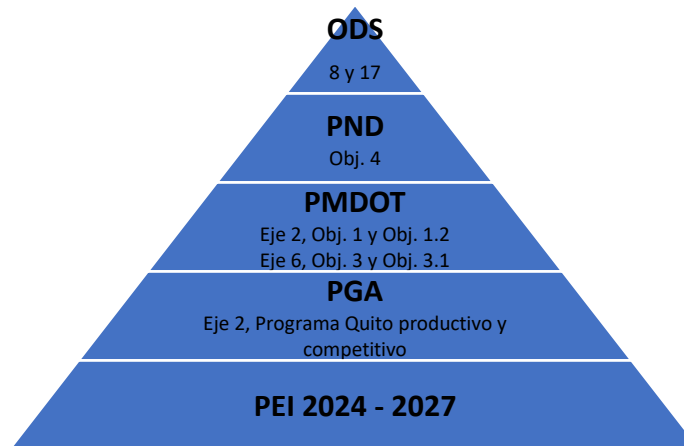 ODS
8 y 17
PND
Obj. 4
PMDOT
Eje 2, Obj. 1 y Obj. 1.2
Eje 6, Obj. 3 y Obj. 3.1
PGA
Eje 2, Programa Quito productivo y
competitivo
PEI 2024 - 2027